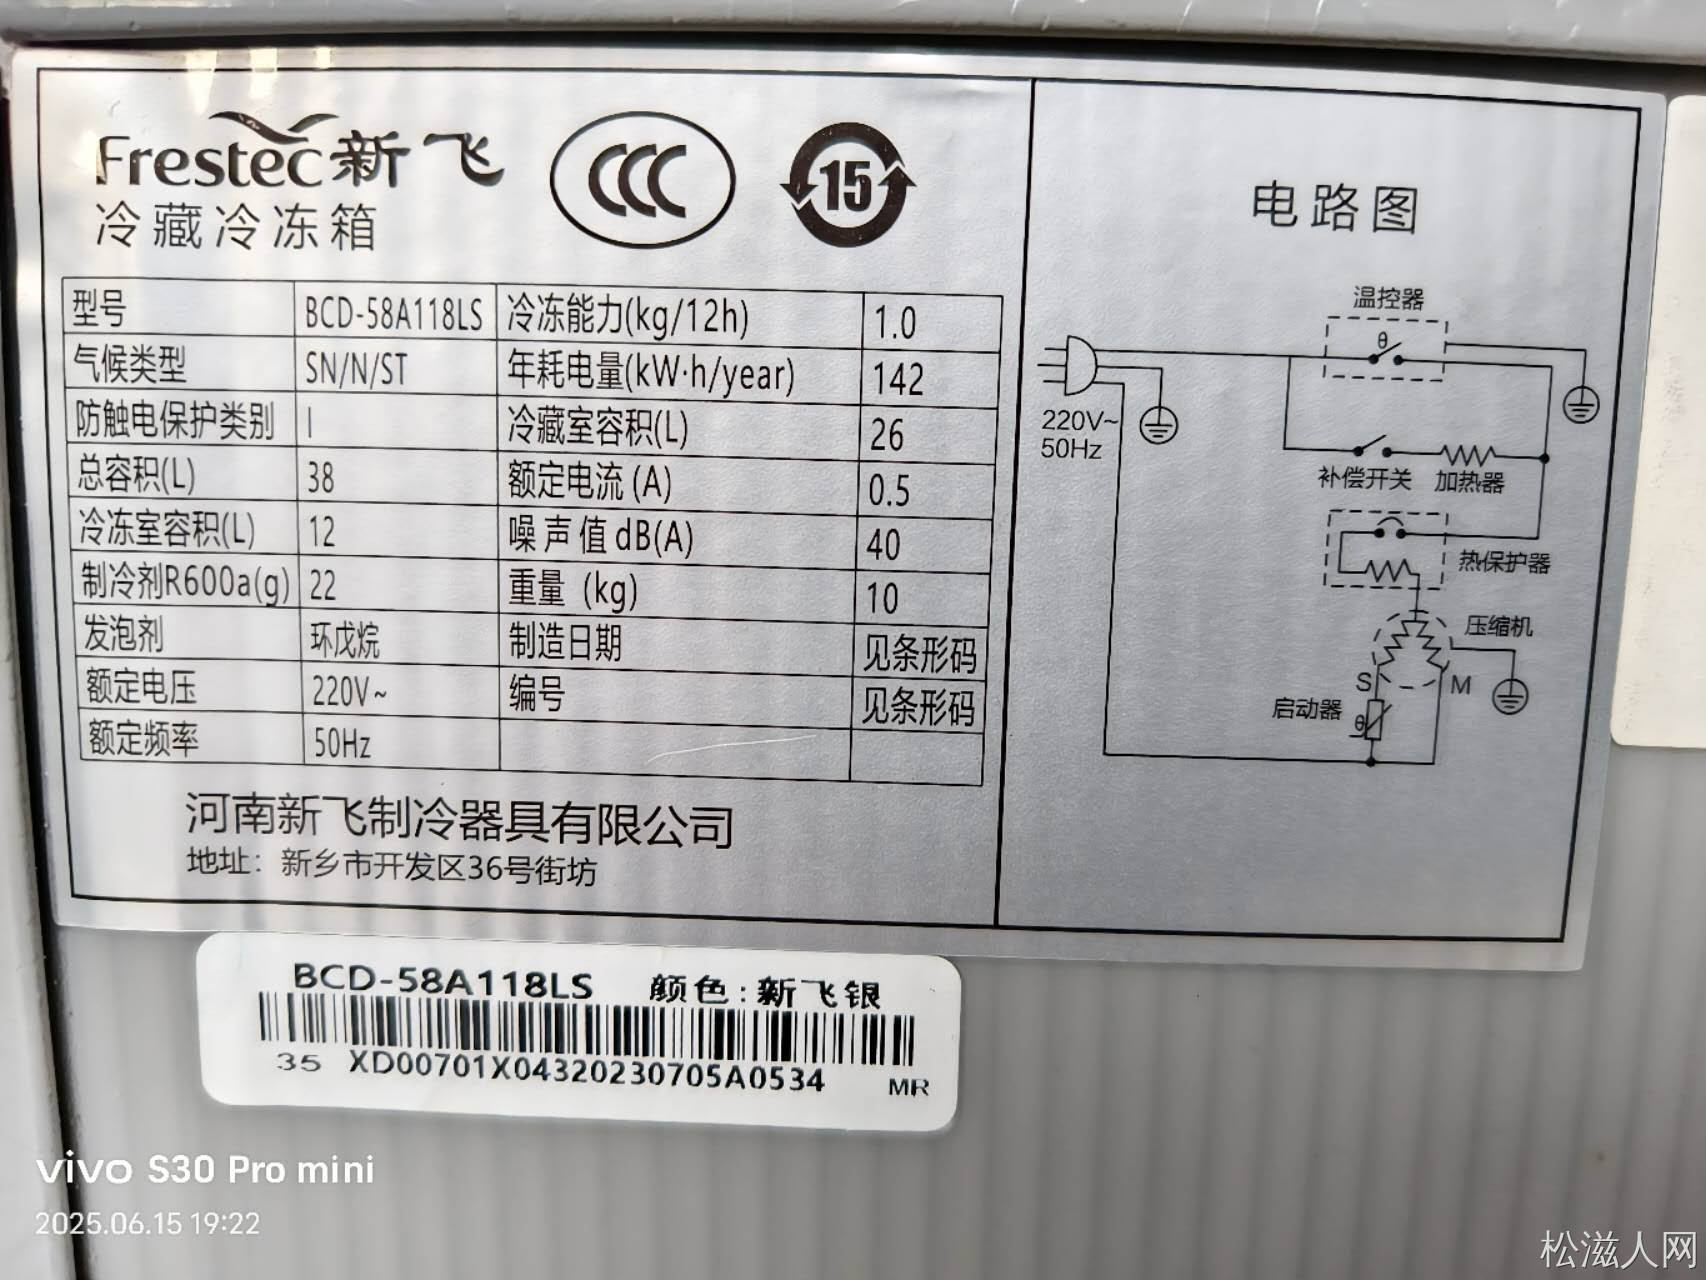 Frestec新飞
CCC
15
冷藏冷冻箱
型号 BCD-58A118LS 冷冻能力(kg/12h) 1.0
气候类型 SN/N/ST 年耗电量(kW·h/year) 142
防触电保护类别 I 冷藏室容积(L) 26
总容积(L) 38 额定电流(A) 0.5
冷冻室容积(L) 12 噪声值dB(A) 40
制冷剂R600a(g) 22 重量(kg) 10
发泡剂 环戊烷 制造日期 见条形码
额定电压 220V~ 编号 见条形码
额定频率 50Hz
河南新飞制冷器具有限公司
地址：新乡市开发区36号街坊
电路图
温控器
θ
220V~
50Hz
补偿开关 加热器
热保护器
压缩机
S M
启动器
θ
BCD-58A118LS 颜色:新飞银
35 XD00701X04320230705A0534 MR
vivo S30 Pro mini
2025.06.15 19:22
松滋人网